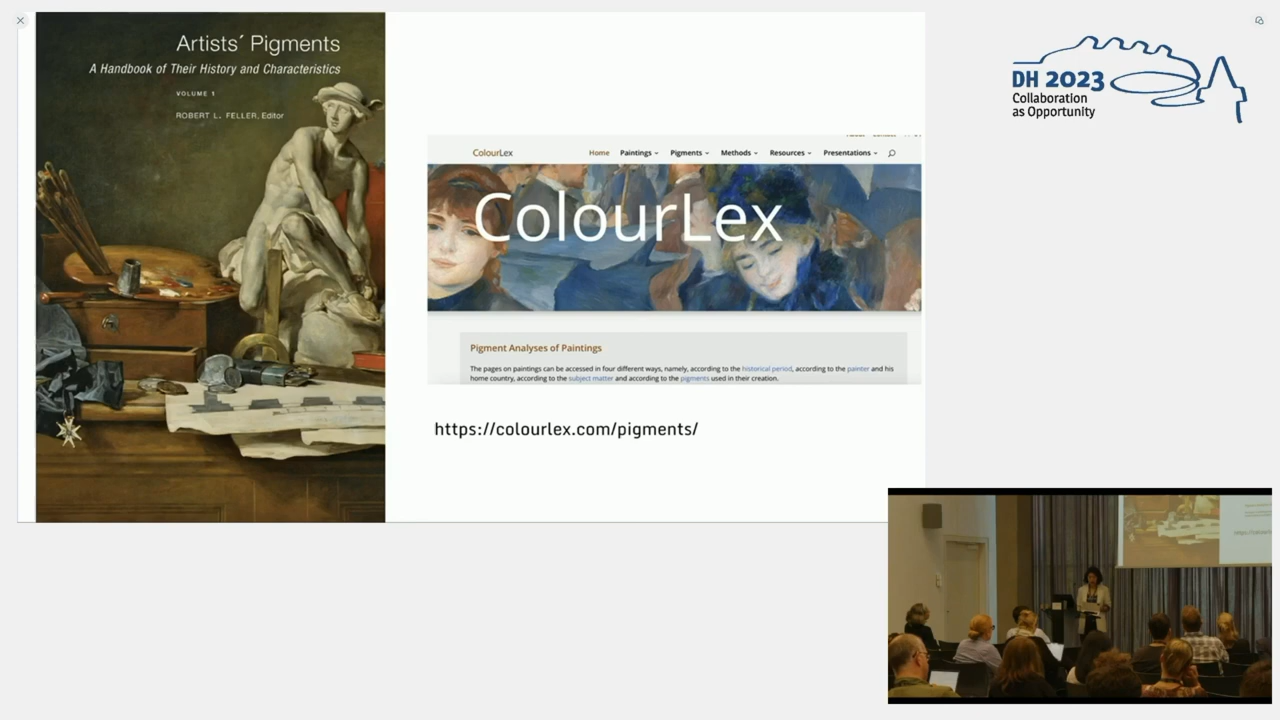 Artists´ Pigments
A Handbook of Their History and Characteristics
VOLUME 1
ROBERT L. FELLER, Editor
ColourLex
Home Paintings Pigments Methods Resources Presentations
ColourLex
Pigment Analyses of Paintings
The pages on paintings can be accessed in four different ways, namely, according to the historical period, according to the painter and his
home country, according to the subject matter and according to the pigments used in their creation.
https://colourlex.com/pigments/
DH 2023
Collaboration
as Opportunity